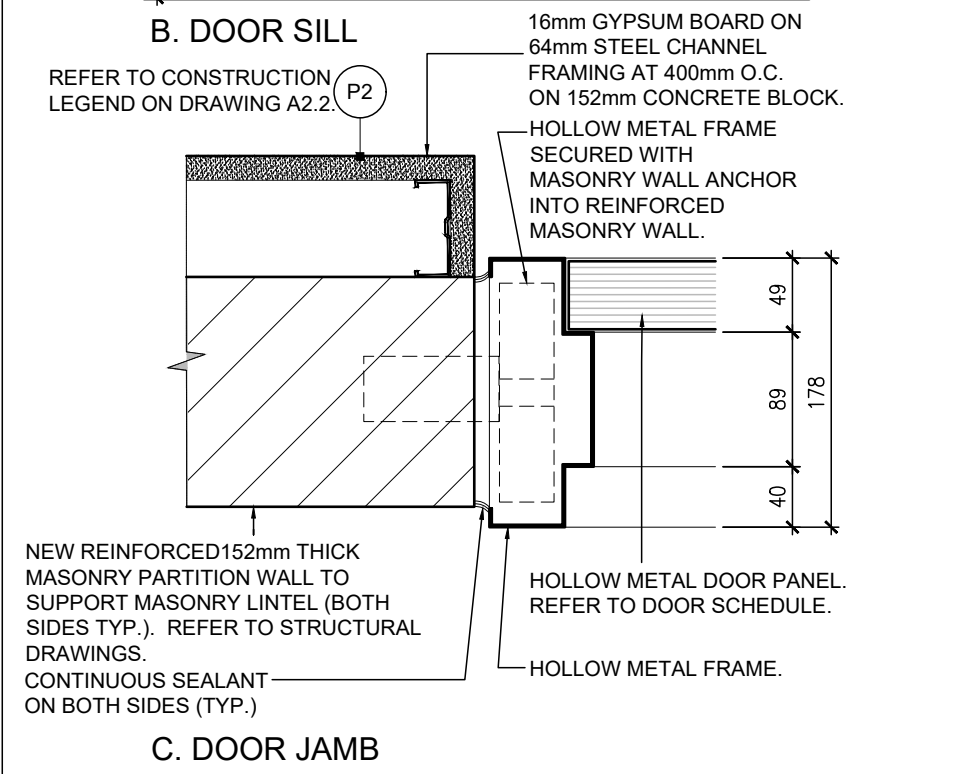 B. DOOR SILL
REFER TO CONSTRUCTION
LEGEND ON DRAWING A2.2.
P2
16mm GYPSUM BOARD ON
64mm STEEL CHANNEL
FRAMING AT 400mm O.C.
ON 152mm CONCRETE BLOCK.
HOLLOW METAL FRAME
SECURED WITH
MASONRY WALL ANCHOR
INTO REINFORCED
MASONRY WALL.
49
89
178
40
NEW REINFORCED152mm THICK
MASONRY PARTITION WALL TO
SUPPORT MASONRY LINTEL (BOTH
SIDES TYP.). REFER TO STRUCTURAL
DRAWINGS.
CONTINUOUS SEALANT
ON BOTH SIDES (TYP.)
HOLLOW METAL DOOR PANEL.
REFER TO DOOR SCHEDULE.
HOLLOW METAL FRAME.
C. DOOR JAMB